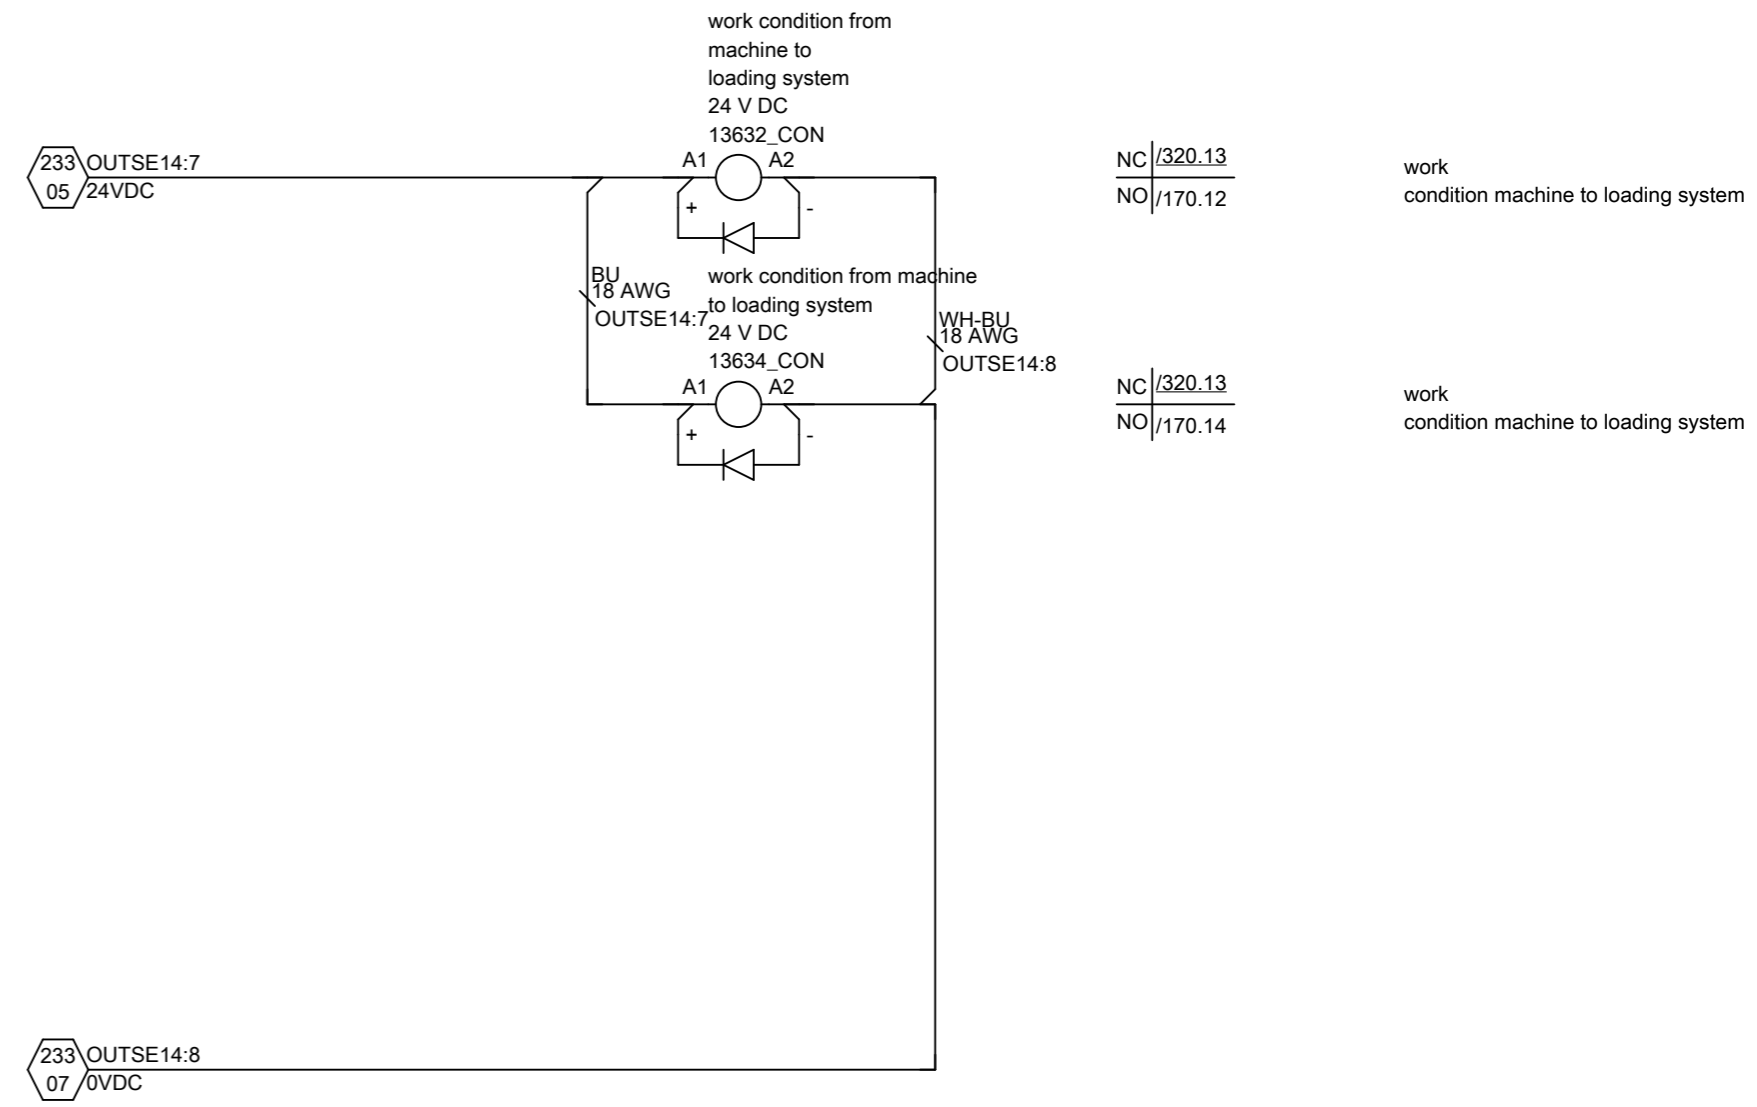 work condition from
machine to
loading system
24 V DC
13632_CON
233
05
OUTSE14:7
24VDC
A1
A2
+
-
NC
/320.13
NO
/170.12
work
condition machine to loading system
BU
18 AWG
OUTSE14:7
work condition from machine
to loading system
24 V DC
13634_CON
WH-BU
18 AWG
OUTSE14:8
A1
A2
+
-
NC
/320.13
NO
/170.14
work
condition machine to loading system
233
07
OUTSE14:8
0VDC